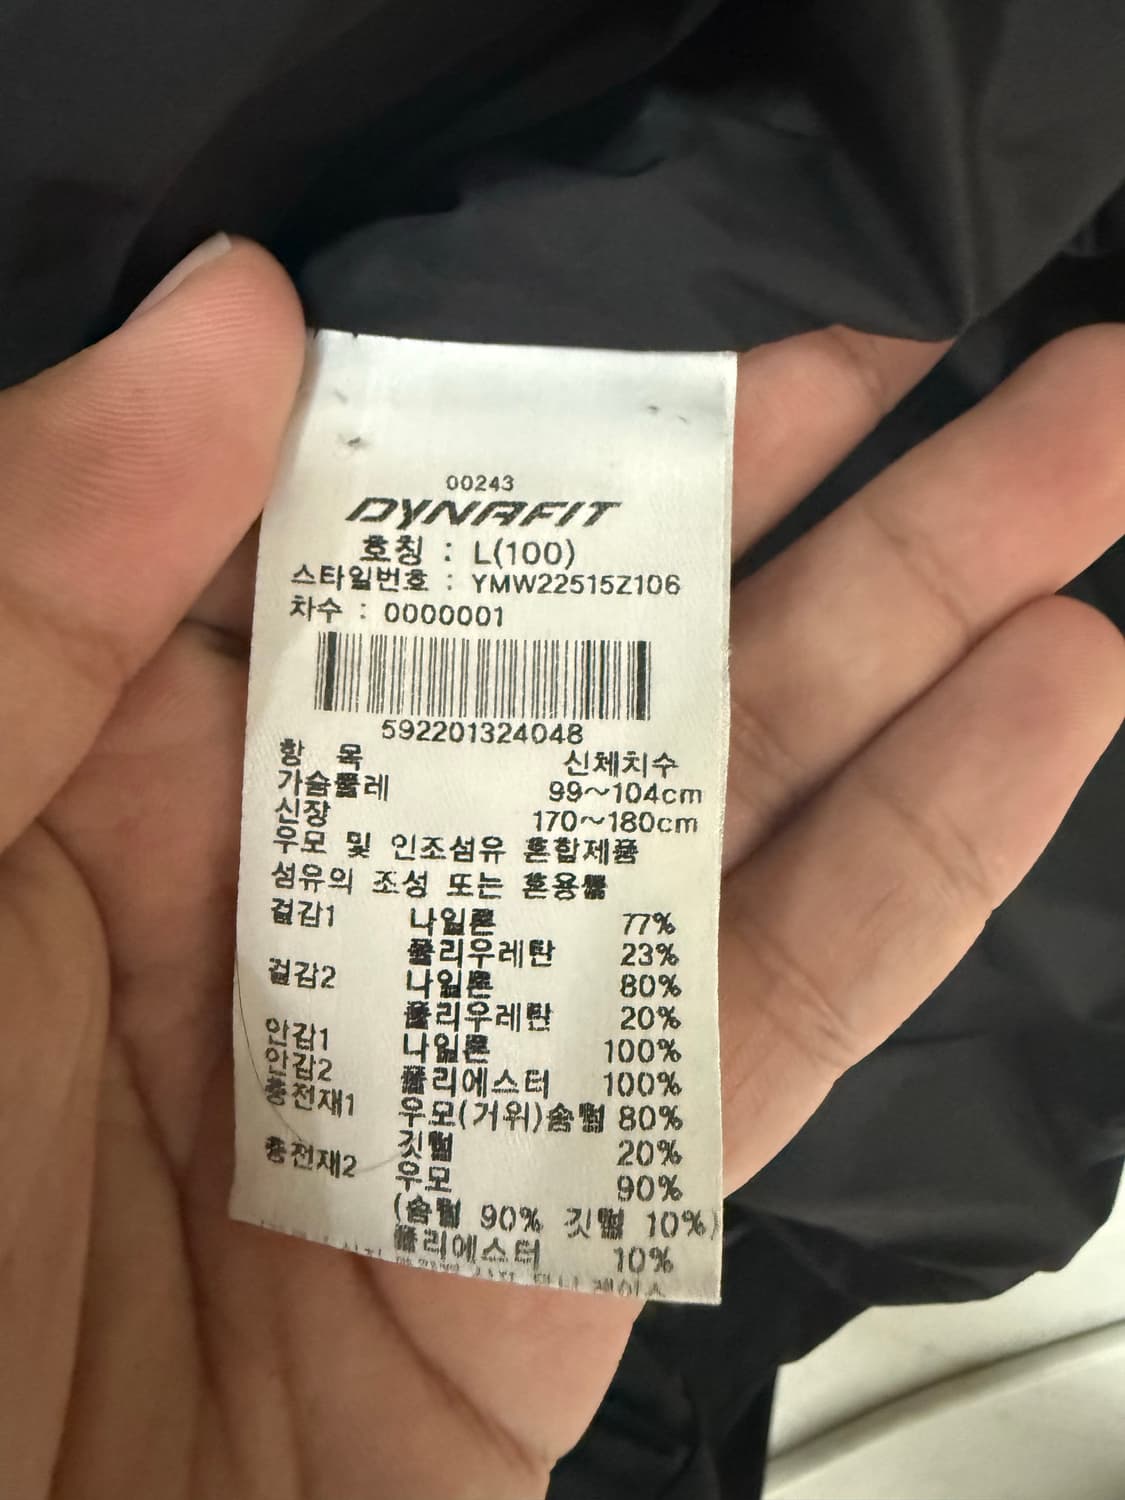 00243
DYNAFIT
호칭 : L(100)
스타일번호 : YMW22515Z106
차수 : 0000001
592201324048
항 목 신체치수
가슴둘레 99~104cm
신장 170~180cm
우모 및 인조섬유 혼합제품
섬유의 조성 또는 혼용률
겉감1 나일론 77%
폴리우레탄 23%
겉감2 나일론 80%
폴리우레탄 20%
안감1 나일론 100%
안감2 폴리에스터 100%
충전재1 우모(거위)솜털 80%
깃털 20%
충전재2 우모 90%
(솜털 90% 깃털 10%)
폴리에스터 10%